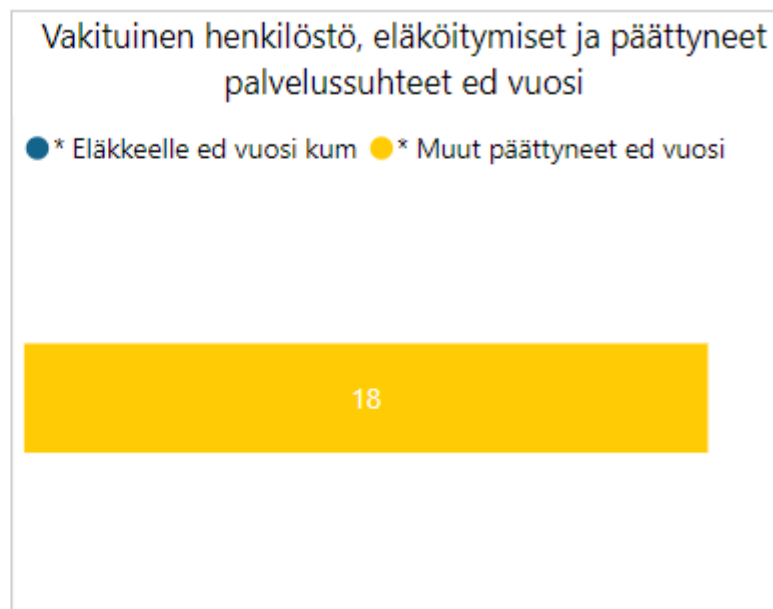 Vakituinen henkilöstö, eläköitymiset ja päättyneet
palvelussuhteet ed vuosi
* Eläkkeelle ed vuosi kum * Muut päättyneet ed vuosi
18